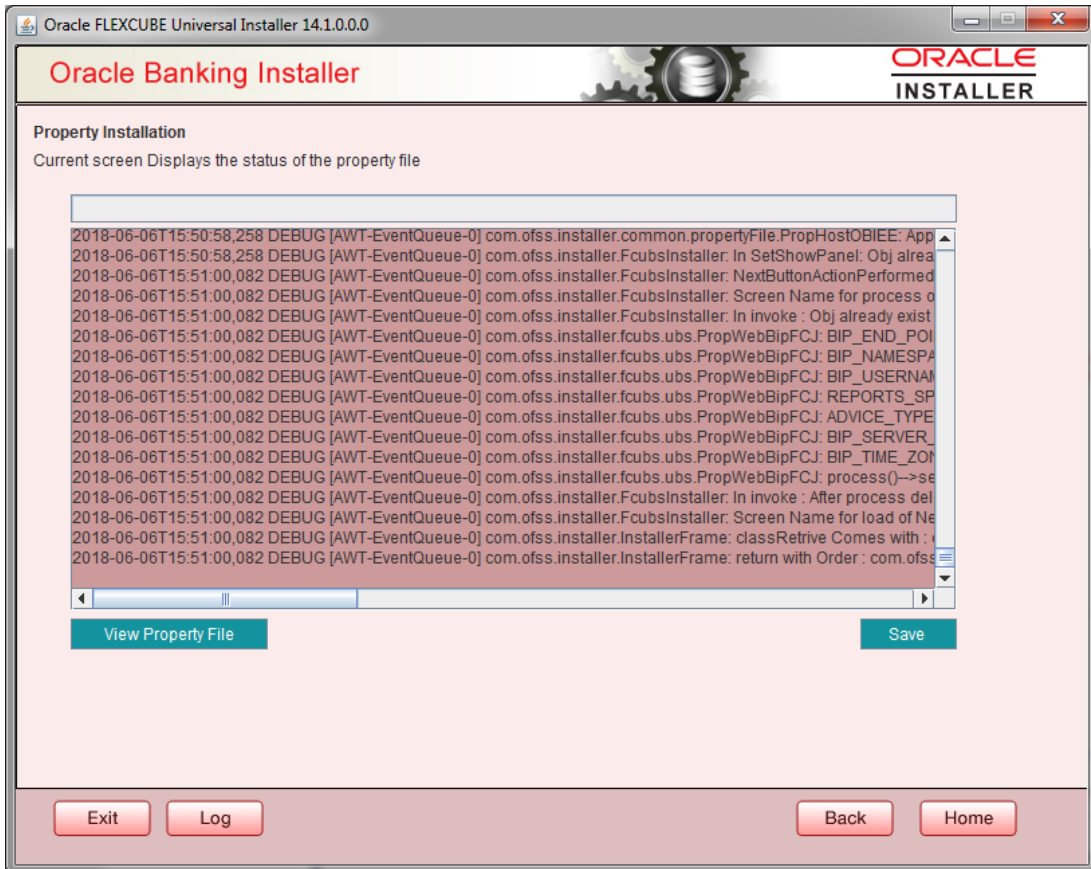 Oracle FLEXCUBE Universal Installer 14.1.0.0.0
Oracle Banking Installer
ORACLE
INSTALLER
Property Installation
Current screen Displays the status of the property file
2018-06-06T15:50:58,258 DEBUG [AWT-EventQueue-0] com.ofss.installer.common.propertyFile.PropHostOBIEE: App
2018-06-06T15:50:58,258 DEBUG [AWT-EventQueue-0] com.ofss.installer.FcubsInstaller: In SetShowPanel: Obj alrea
2018-06-06T15:51:00,082 DEBUG [AWT-EventQueue-0] com.ofss.installer.FcubsInstaller: NextButtonActionPerformed
2018-06-06T15:51:00,082 DEBUG [AWT-EventQueue-0] com.ofss.installer.FcubsInstaller: Screen Name for process o
2018-06-06T15:51:00,082 DEBUG [AWT-EventQueue-0] com.ofss.installer.FcubsInstaller: In invoke : Obj already exist
2018-06-06T15:51:00,082 DEBUG [AWT-EventQueue-0] com.ofss.installer.fcubs.ubs.PropWebBipFCJ: BIP_END_POI
2018-06-06T15:51:00,082 DEBUG [AWT-EventQueue-0] com.ofss.installer.fcubs.ubs.PropWebBipFCJ: BIP_NAMESPA
2018-06-06T15:51:00,082 DEBUG [AWT-EventQueue-0] com.ofss.installer.fcubs.ubs.PropWebBipFCJ: BIP_USERNAM
2018-06-06T15:51:00,082 DEBUG [AWT-EventQueue-0] com.ofss.installer.fcubs.ubs.PropWebBipFCJ: REPORTS_SP
2018-06-06T15:51:00,082 DEBUG [AWT-EventQueue-0] com.ofss.installer.fcubs.ubs.PropWebBipFCJ: ADVICE_TYPE
2018-06-06T15:51:00,082 DEBUG [AWT-EventQueue-0] com.ofss.installer.fcubs.ubs.PropWebBipFCJ: BIP_SERVER_
2018-06-06T15:51:00,082 DEBUG [AWT-EventQueue-0] com.ofss.installer.fcubs.ubs.PropWebBipFCJ: BIP_TIME_ZON
2018-06-06T15:51:00,082 DEBUG [AWT-EventQueue-0] com.ofss.installer.fcubs.ubs.PropWebBipFCJ: process()-->se
2018-06-06T15:51:00,082 DEBUG [AWT-EventQueue-0] com.ofss.installer.FcubsInstaller: In invoke : After process del
2018-06-06T15:51:00,082 DEBUG [AWT-EventQueue-0] com.ofss.installer.FcubsInstaller: Screen Name for load of Ne
2018-06-06T15:51:00,082 DEBUG [AWT-EventQueue-0] com.ofss.installer.InstallerFrame: classRetrive Comes with :
2018-06-06T15:51:00,082 DEBUG [AWT-EventQueue-0] com.ofss.installer.InstallerFrame: return with Order : com.ofss
View Property File
Save
Exit
Log
Back
Home